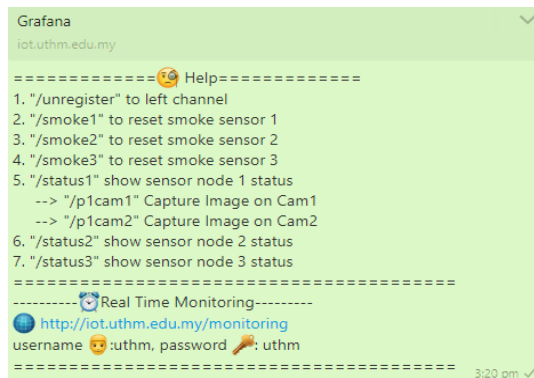 Grafana
iot.uthm.edu.my
=============🧐 Help=============
1. "/unregister" to left channel
2. "/smoke1" to reset smoke sensor 1
3. "/smoke2" to reset smoke sensor 2
4. "/smoke3" to reset smoke sensor 3
5. "/status1" show sensor node 1 status
--> "/p1cam1" Capture Image on Cam1
--> "/p1cam2" Capture Image on Cam2
6. "/status2" show sensor node 2 status
7. "/status3" show sensor node 3 status
========================================
----------⏰Real Time Monitoring---------
🌐 http://iot.uthm.edu.my/monitoring
username 👨:uthm, password 🔑: uthm
========================================
3:20 pm ✓